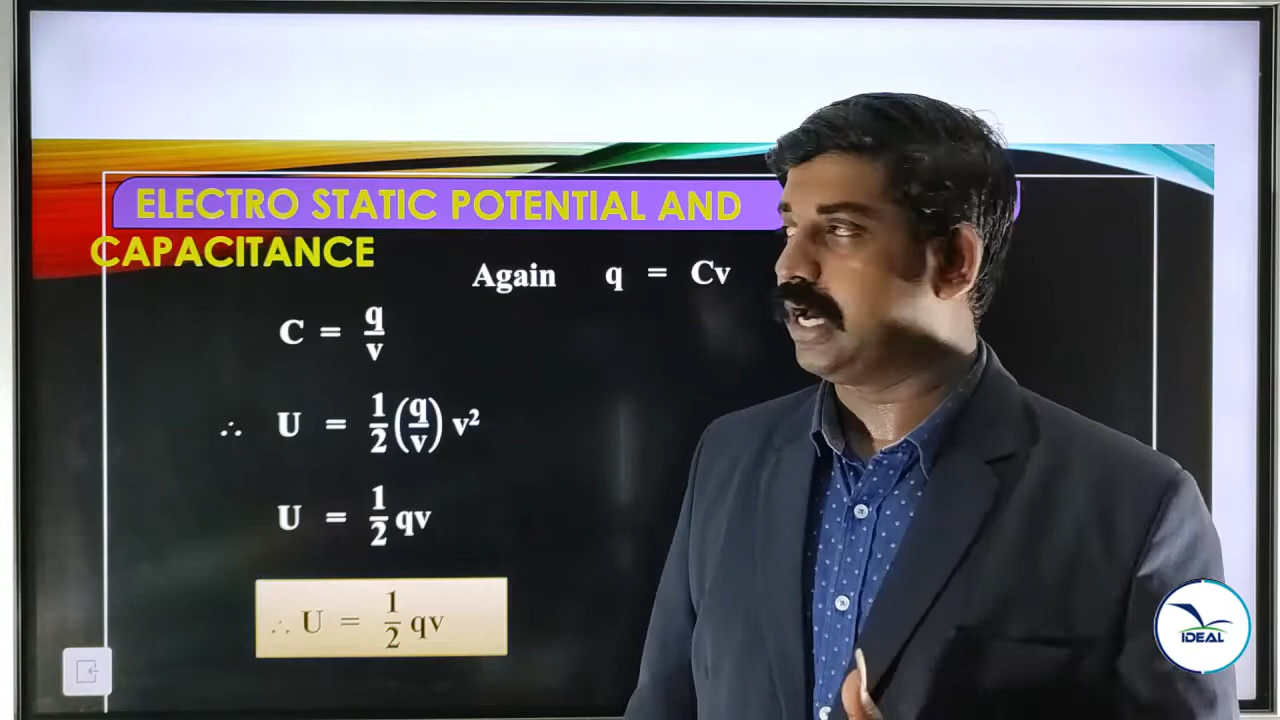 ELECTRO STATIC POTENTIAL AND
CAPACITANCE
Again q = Cv
C = q/v
∴ U = 1/2 (q/v) v²
U = 1/2 qv
∴ U = 1/2 qv
IDEAL